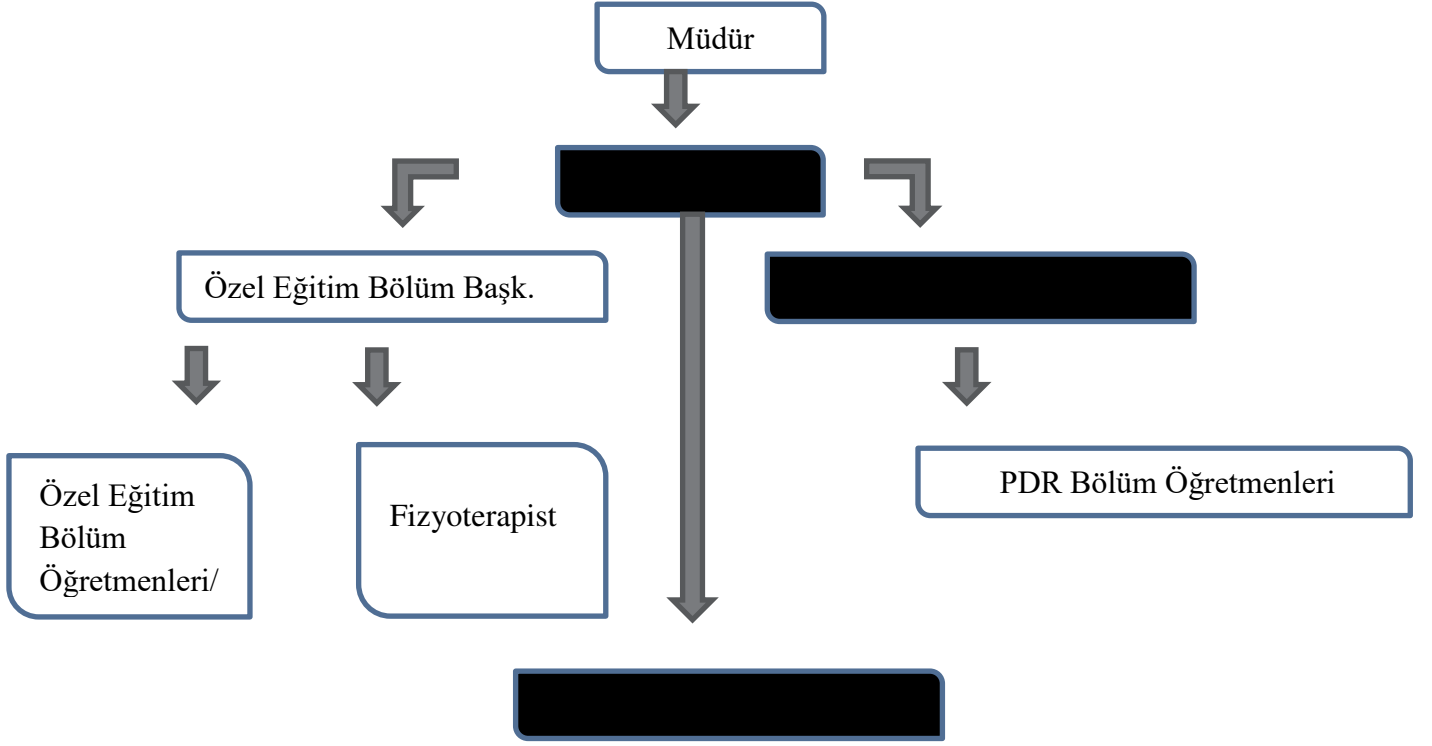 Müdür
Özel Eğitim Bölüm Başk.
Özel Eğitim
Bölüm
Öğretmenleri/
Fizyoterapist
PDR Bölüm Öğretmenleri